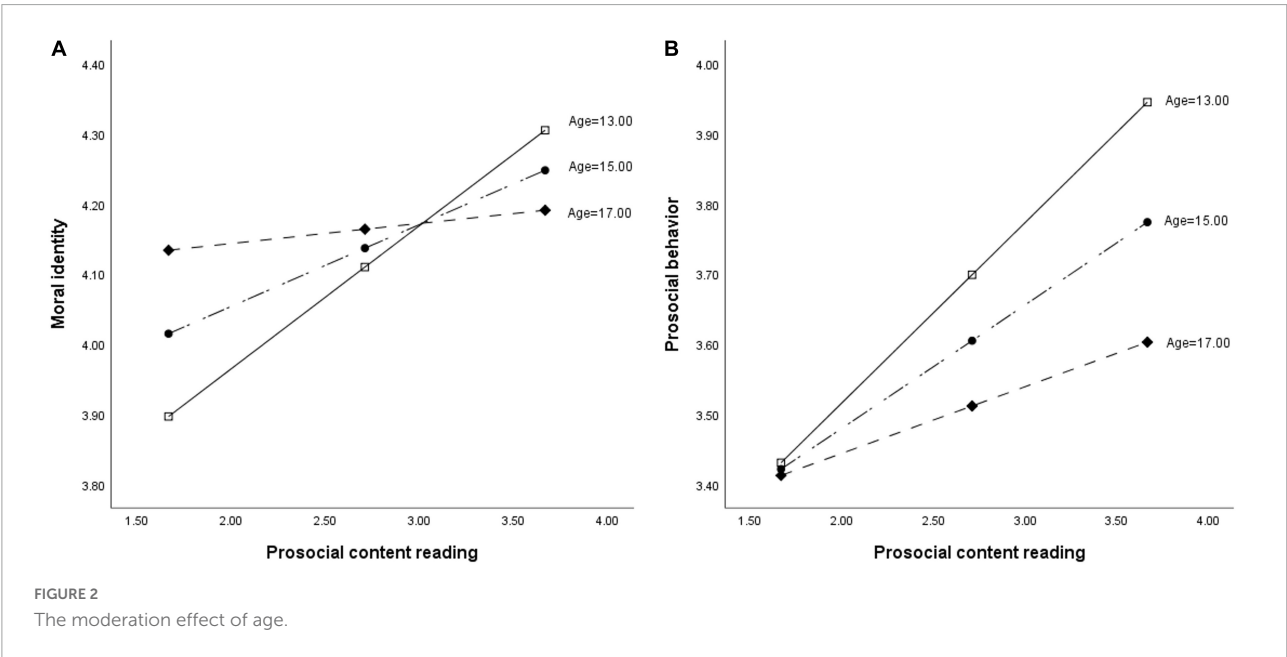 A
4.40
4.30
4.20
4.10
4.00
3.90
3.80
Moral identity
Age=13.00
Age=15.00
Age=17.00
1.50 2.00 2.50 3.00 3.50 4.00
Prosocial content reading
B
4.00
3.90
3.80
3.70
3.60
3.50
3.40
Prosocial behavior
Age=13.00
Age=15.00
Age=17.00
1.50 2.00 2.50 3.00 3.50 4.00
Prosocial content reading
FIGURE 2
The moderation effect of age.